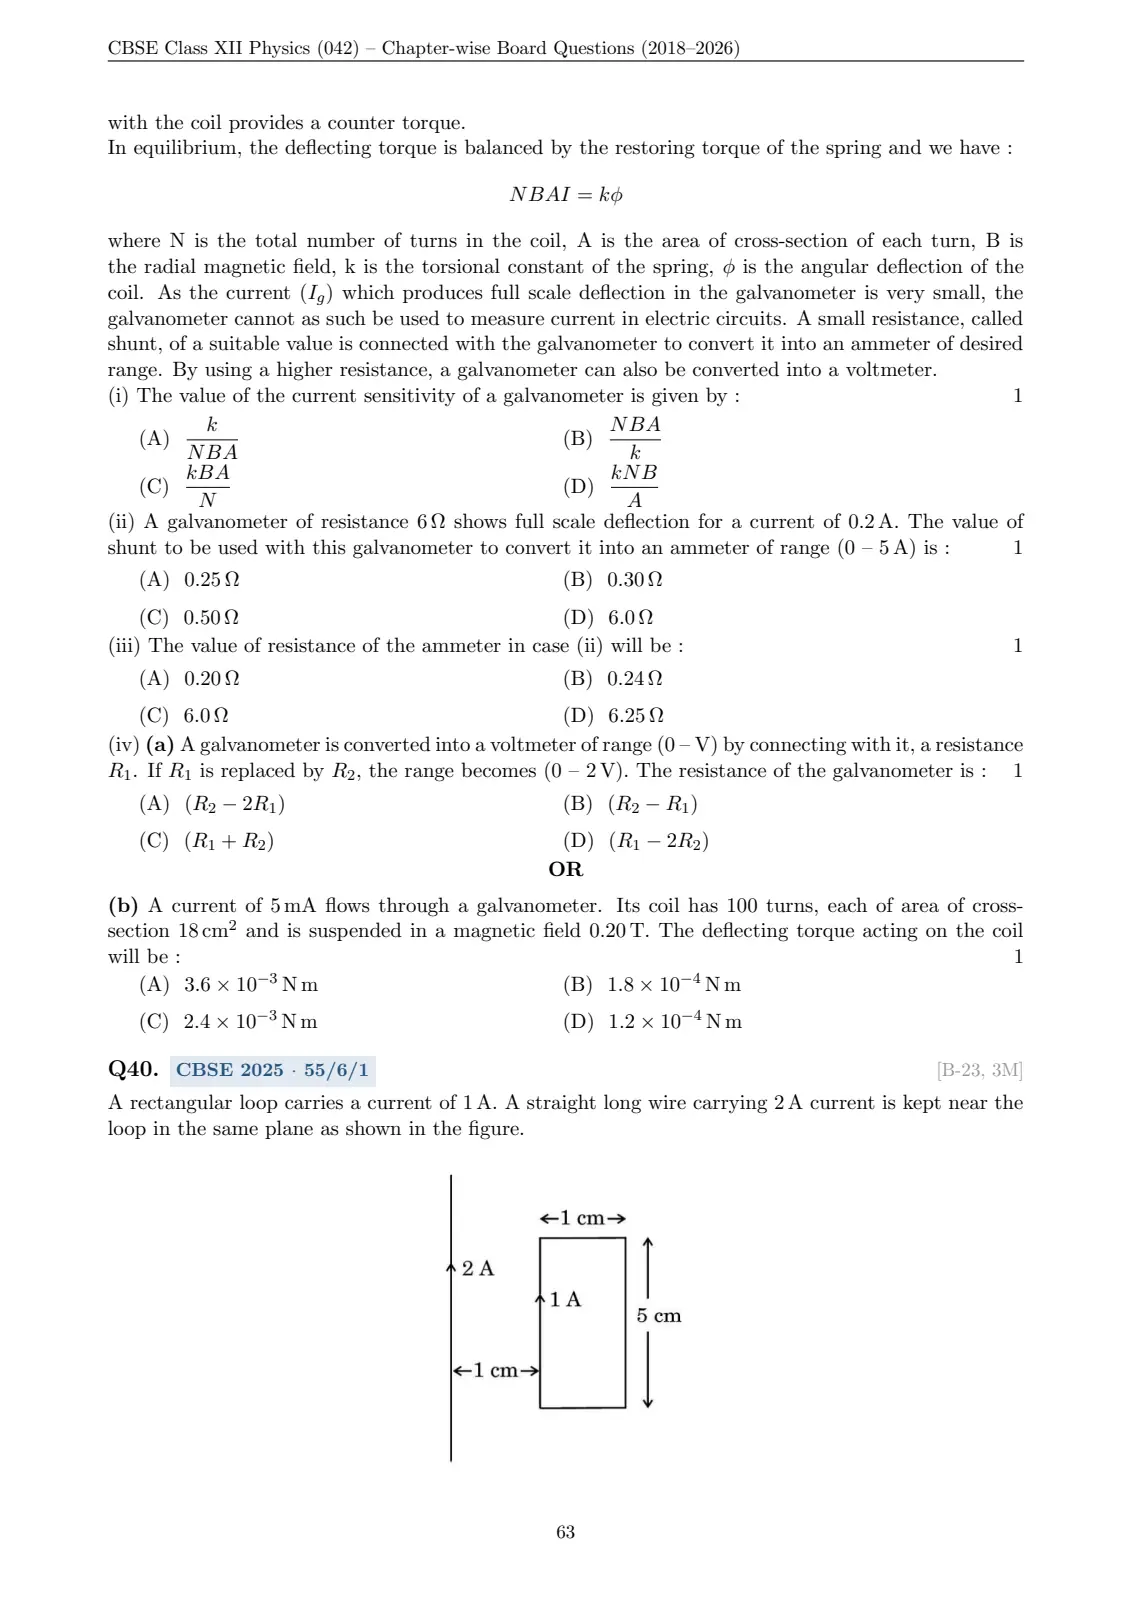 CBSE Class XII Physics (042) – Chapter-wise Board Questions (2018–2026)
with the coil provides a counter torque.
In equilibrium, the deflecting torque is balanced by the restoring torque of the spring and we have :
NBAI = kϕ
where N is the total number of turns in the coil, A is the area of cross-section of each turn, B is
the radial magnetic field, k is the torsional constant of the spring, ϕ is the angular deflection of the
coil. As the current (I_g) which produces full scale deflection in the galvanometer is very small, the
galvanometer cannot as such be used to measure current in electric circuits. A small resistance, called
shunt, of a suitable value is connected with the galvanometer to convert it into an ammeter of desired
range. By using a higher resistance, a galvanometer can also be converted into a voltmeter.
(i) The value of the current sensitivity of a galvanometer is given by : 1
(A) k/NBA (B) NBA/k
(C) kBA/N (D) kNB/A
(ii) A galvanometer of resistance 6 Ω shows full scale deflection for a current of 0.2 A. The value of
shunt to be used with this galvanometer to convert it into an ammeter of range (0 – 5 A) is : 1
(A) 0.25 Ω (B) 0.30 Ω
(C) 0.50 Ω (D) 6.0 Ω
(iii) The value of resistance of the ammeter in case (ii) will be : 1
(A) 0.20 Ω (B) 0.24 Ω
(C) 6.0 Ω (D) 6.25 Ω
(iv) (a) A galvanometer is converted into a voltmeter of range (0 – V) by connecting with it, a resistance
R₁. If R₁ is replaced by R₂, the range becomes (0 – 2 V). The resistance of the galvanometer is : 1
(A) (R₂ − 2R₁) (B) (R₂ − R₁)
(C) (R₁ + R₂) (D) (R₁ − 2R₂)
OR
(b) A current of 5 mA flows through a galvanometer. Its coil has 100 turns, each of area of cross-
section 18 cm² and is suspended in a magnetic field 0.20 T. The deflecting torque acting on the coil
will be : 1
(A) 3.6 × 10⁻³ N m (B) 1.8 × 10⁻⁴ N m
(C) 2.4 × 10⁻³ N m (D) 1.2 × 10⁻⁴ N m
Q40. CBSE 2025 · 55/6/1 [B-23, 3M]
A rectangular loop carries a current of 1 A. A straight long wire carrying 2 A current is kept near the
loop in the same plane as shown in the figure.
1 cm
2 A
1 A
5 cm
1 cm
63